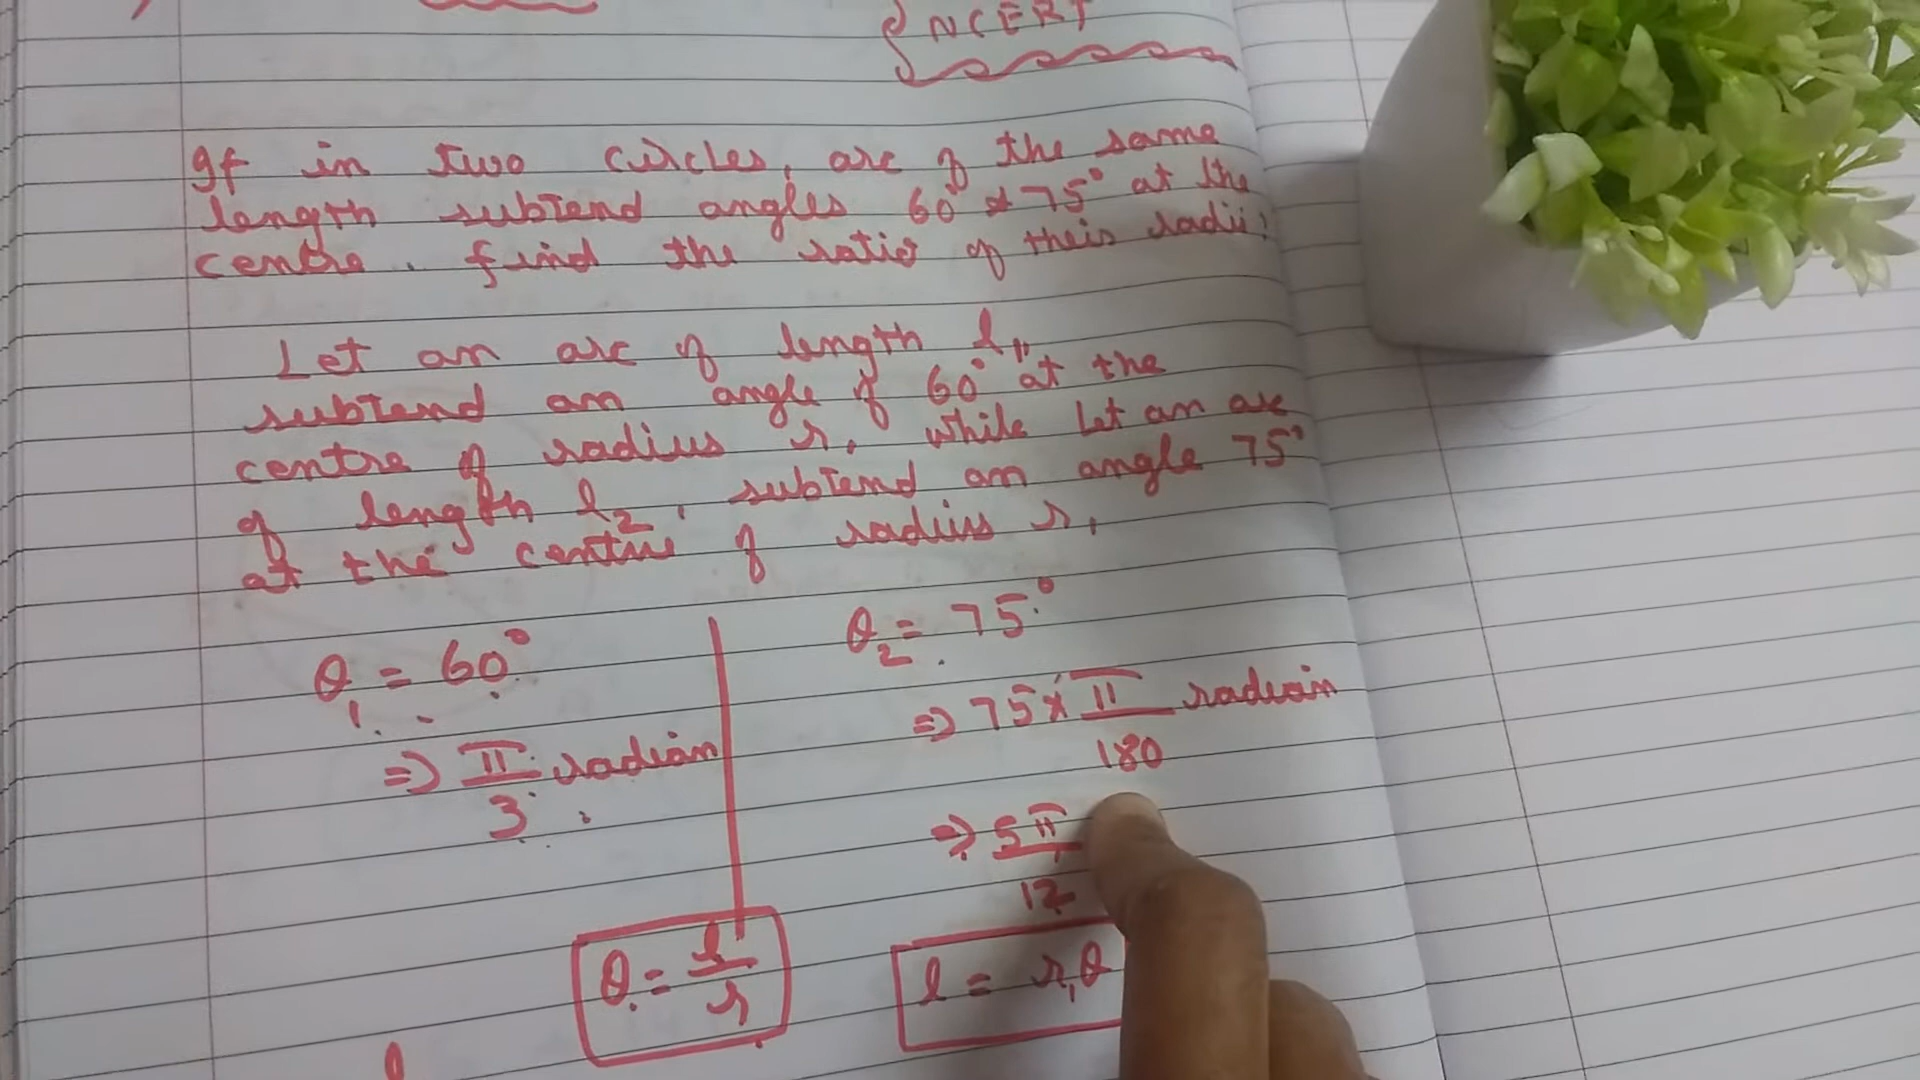 NCERT
If in two circles, arc of the same
length subtend angles 60° & 75° at the
centre. find the ratio of their radii?
Let an arc of length l₁,
subtend an angle of 60° at the
centre of radius r, while let an arc
of length l₂, subtend an angle 75°
at the centre of radius r,
θ₁ = 60°
⇒ π/3 radian
θ₂ = 75°
⇒ 75 × π/180 radian
⇒ 5π/12
θ = l/r
l = r,θ